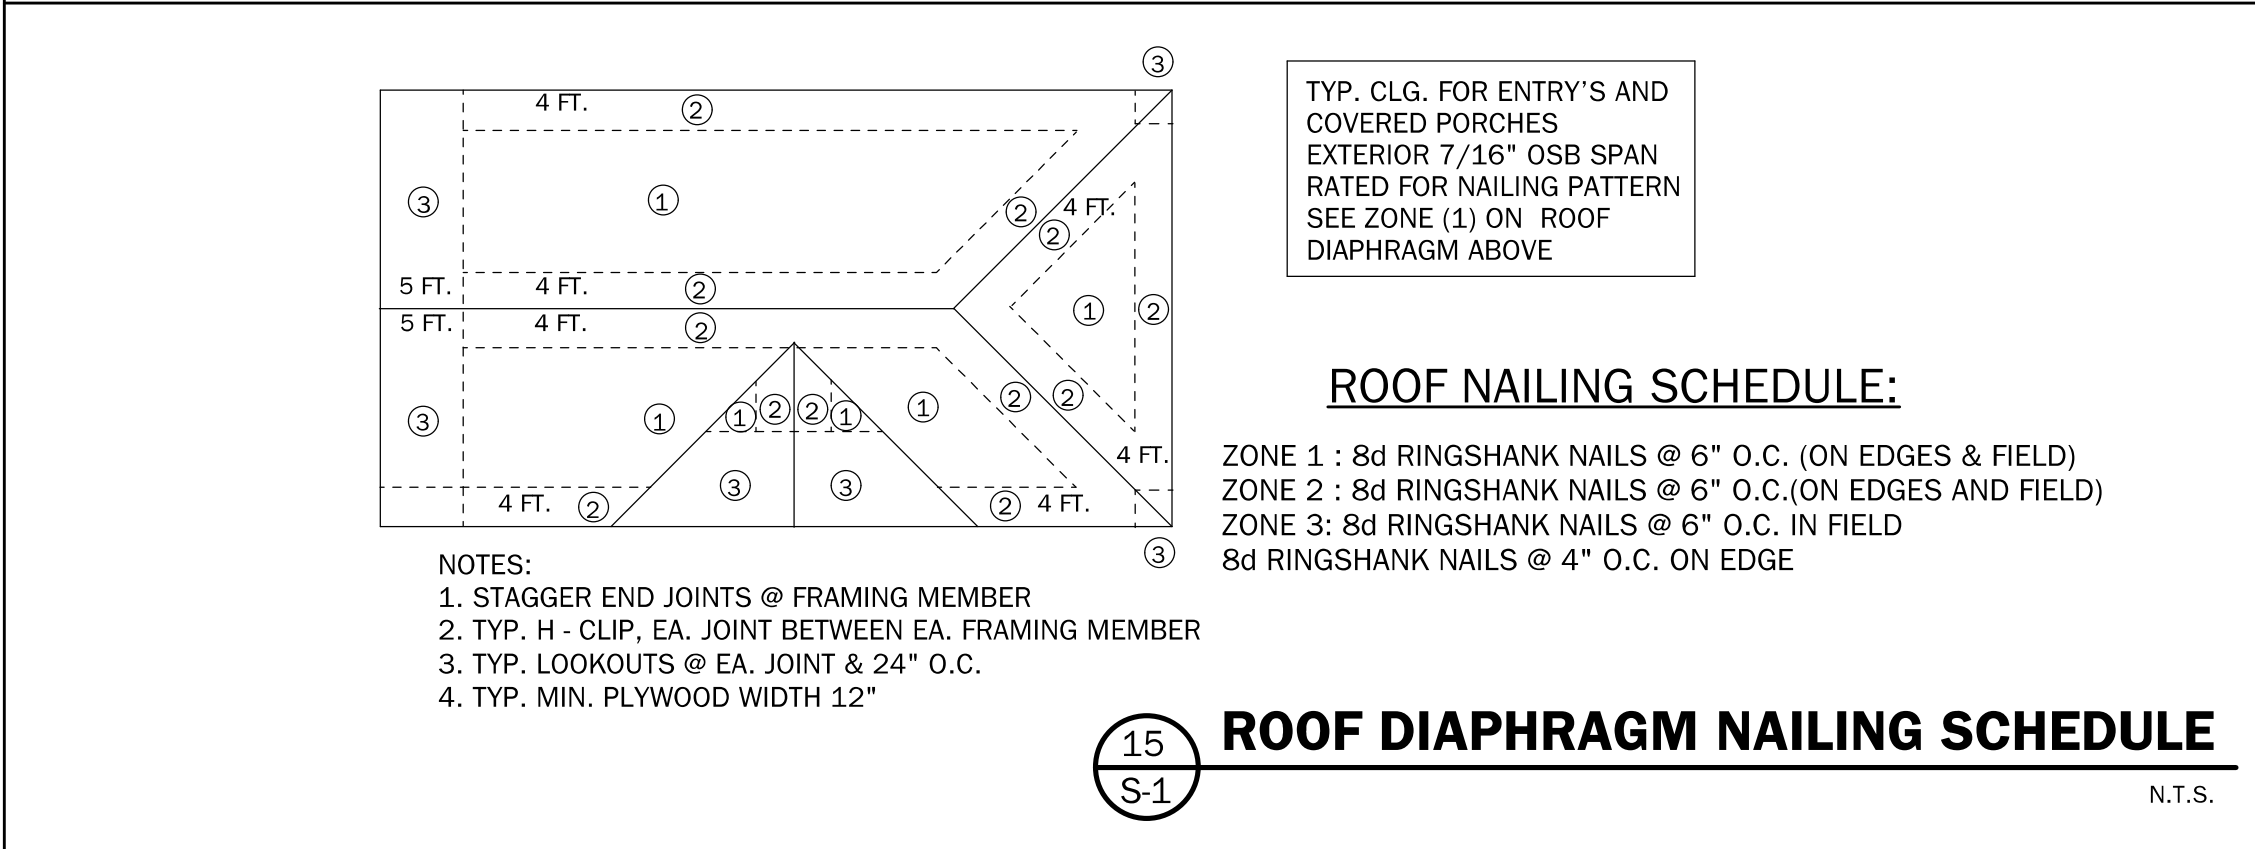 3
4 FT.
2
3
1
2
4 FT.
2
5 FT.
4 FT.
2
1
2
5 FT.
4 FT.
2
3
1
1
2
2
1
1
2
2
4 FT.
3
3
4 FT.
2
2
4 FT.
3
TYP. CLG. FOR ENTRY'S AND
COVERED PORCHES
EXTERIOR 7/16" OSB SPAN
RATED FOR NAILING PATTERN
SEE ZONE (1) ON ROOF
DIAPHRAGM ABOVE
ROOF NAILING SCHEDULE:
ZONE 1 : 8d RINGSHANK NAILS @ 6" O.C. (ON EDGES & FIELD)
ZONE 2 : 8d RINGSHANK NAILS @ 6" O.C.(ON EDGES AND FIELD)
ZONE 3: 8d RINGSHANK NAILS @ 6" O.C. IN FIELD
8d RINGSHANK NAILS @ 4" O.C. ON EDGE
NOTES:
1. STAGGER END JOINTS @ FRAMING MEMBER
2. TYP. H - CLIP, EA. JOINT BETWEEN EA. FRAMING MEMBER
3. TYP. LOOKOUTS @ EA. JOINT & 24" O.C.
4. TYP. MIN. PLYWOOD WIDTH 12"
15
S-1
ROOF DIAPHRAGM NAILING SCHEDULE
N.T.S.